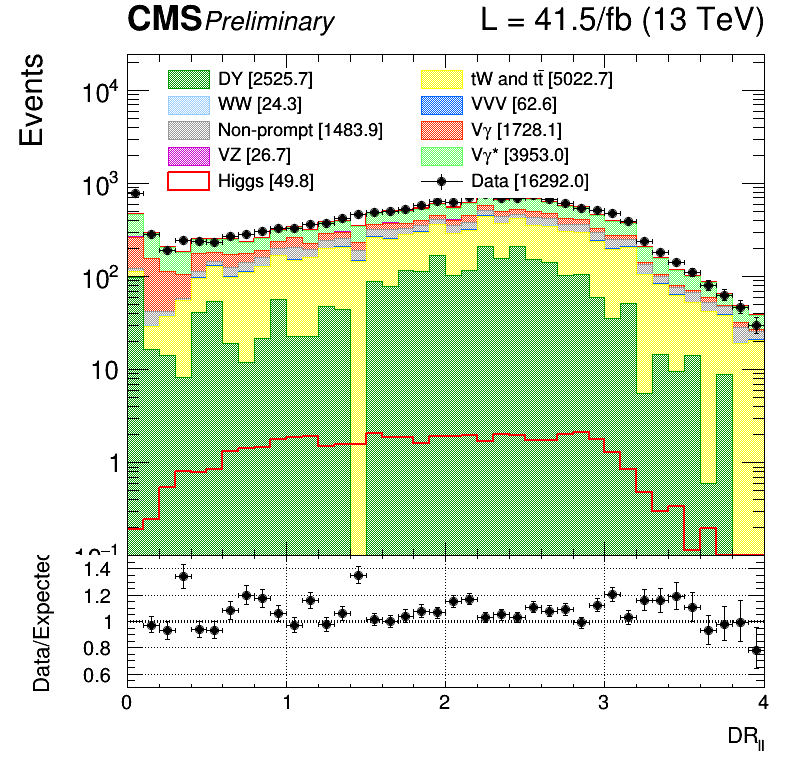 CMS Preliminary L = 41.5/fb (13 TeV)
Events
DY [2525.7]
WW [24.3]
Non-prompt [1483.9]
VZ [26.7]
Higgs [49.8]
tW and tt̄ [5022.7]
VVV [62.6]
Vγ [1728.1]
Vγ* [3953.0]
Data [16292.0]
10⁴
10³
10²
10
1
10⁻¹
Data/Expected
1.4
1.2
1
0.8
0.6
0 1 2 3 4
DR_ll